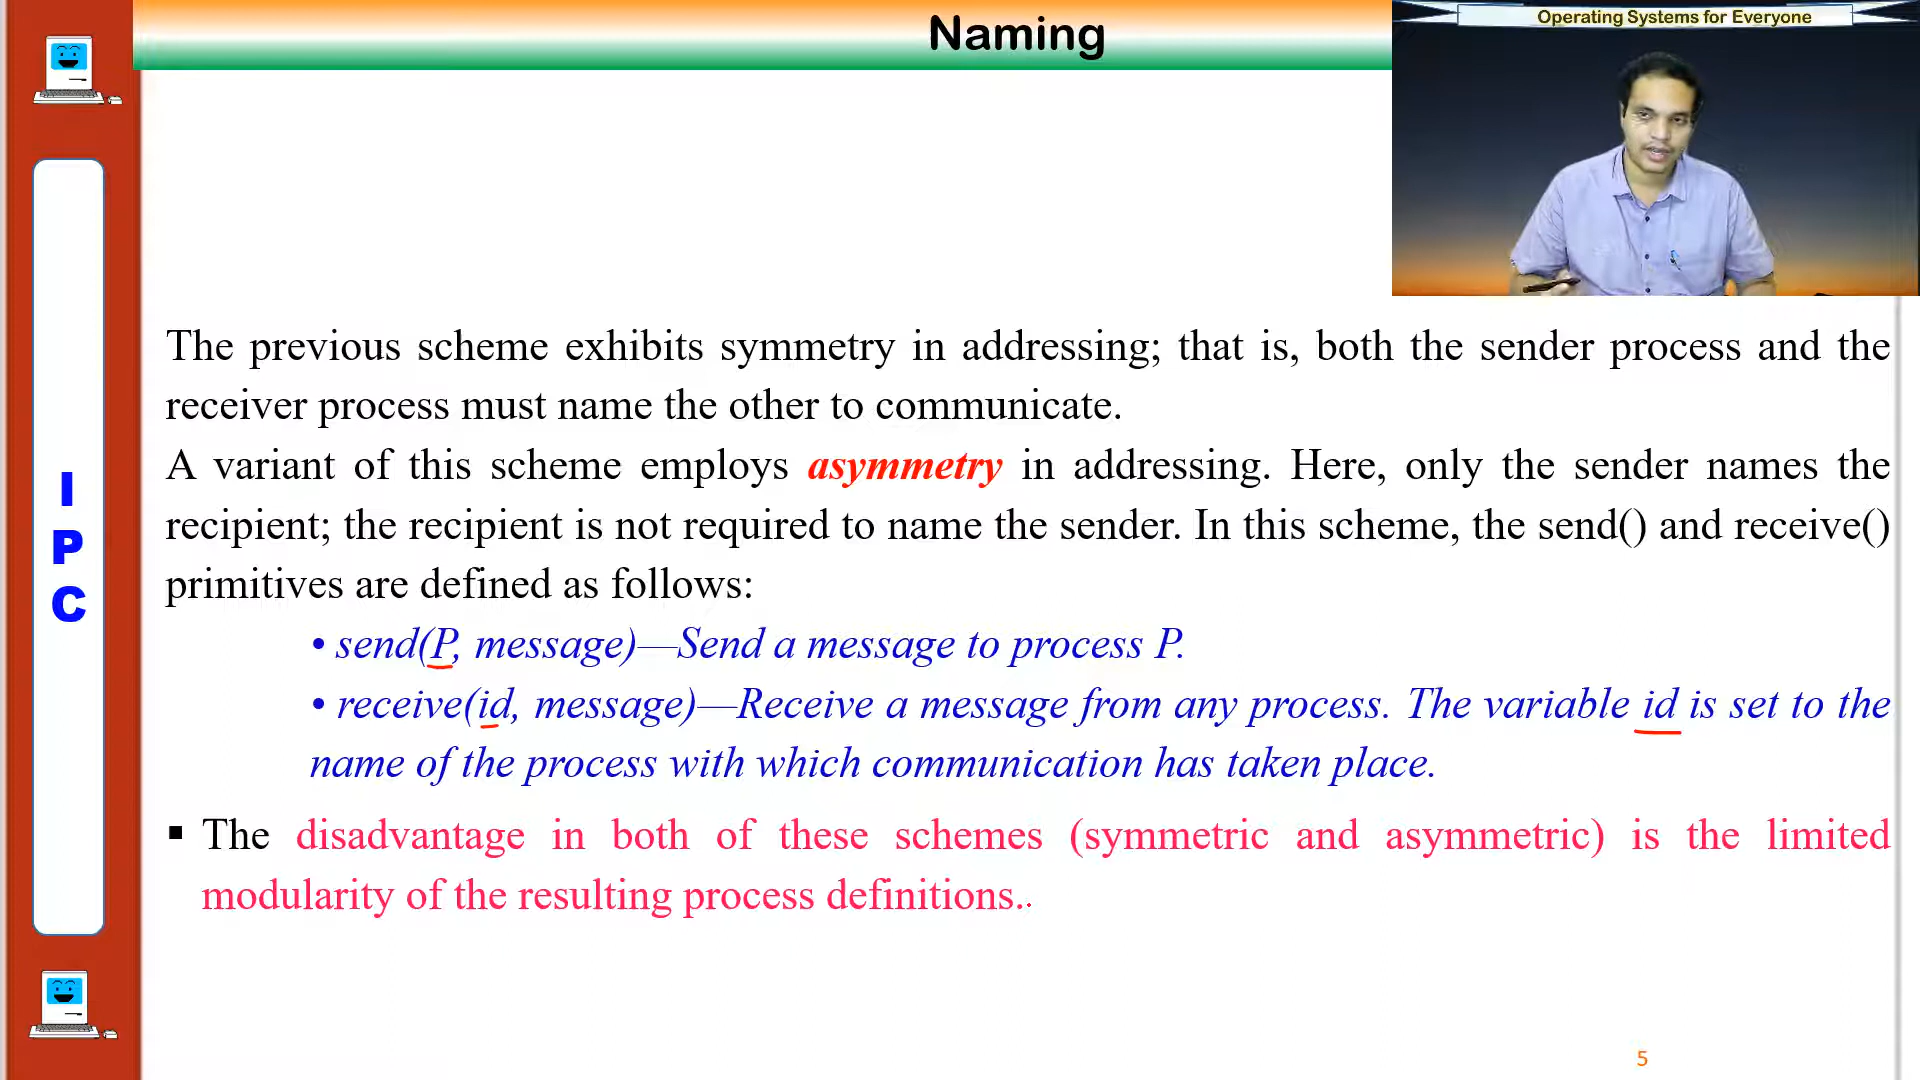 Naming
Operating Systems for Everyone
I
P
C
The previous scheme exhibits symmetry in addressing; that is, both the sender process and the
receiver process must name the other to communicate.
A variant of this scheme employs asymmetry in addressing. Here, only the sender names the
recipient; the recipient is not required to name the sender. In this scheme, the send() and receive()
primitives are defined as follows:
• send(P, message)—Send a message to process P.
• receive(id, message)—Receive a message from any process. The variable id is set to the
name of the process with which communication has taken place.
▪ The disadvantage in both of these schemes (symmetric and asymmetric) is the limited
modularity of the resulting process definitions..
5